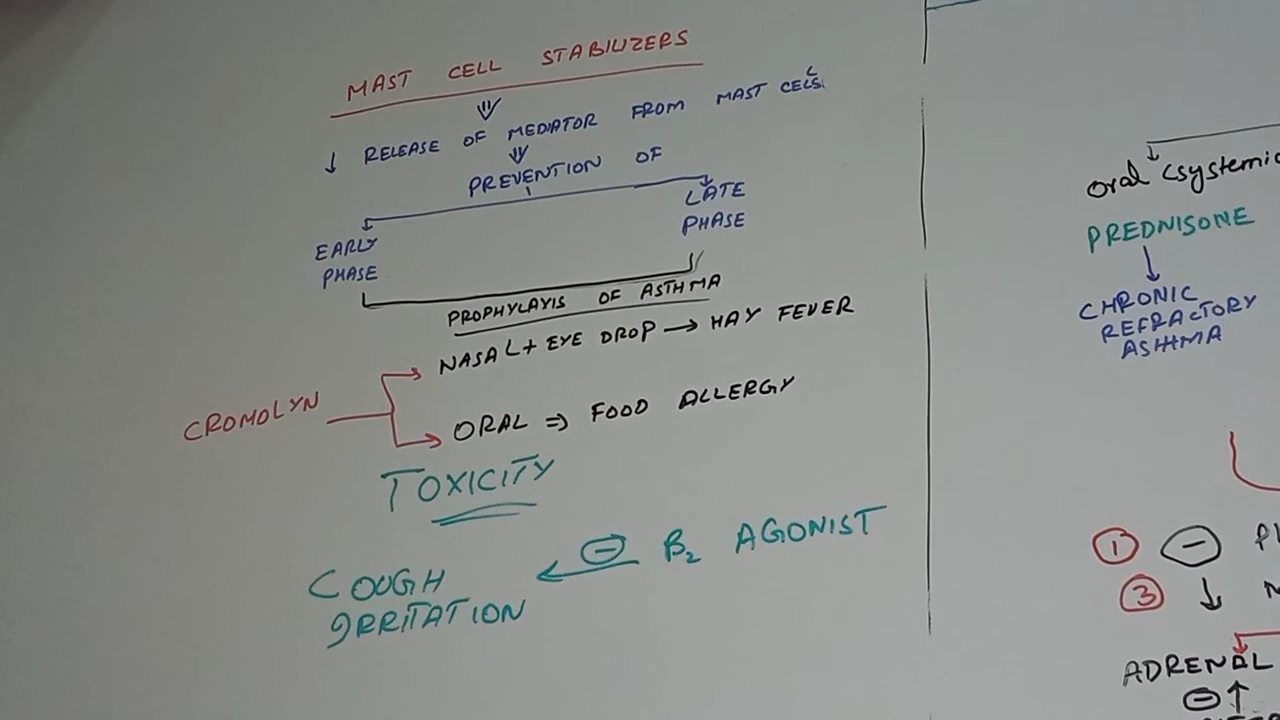 MAST CELL STABILIZERS
↓ RELEASE OF MEDIATOR FROM MAST CELLS.
PREVENTION OF
EARLY
PHASE
LATE
PHASE
PROPHYLAYIS OF ASTHMA
CROMOLYN
NASAL + EYE DROP → HAY FEVER
ORAL ⇒ FOOD ALLERGY
TOXICITY
COUGH
IRRITATION
⊖ B₂ AGONIST
Oral (systemic
PREDNISONE
CHRONIC
REFRACTORY
ASHTMA
① ⊖
③ ↓
ADRENAL
⊖ ↑